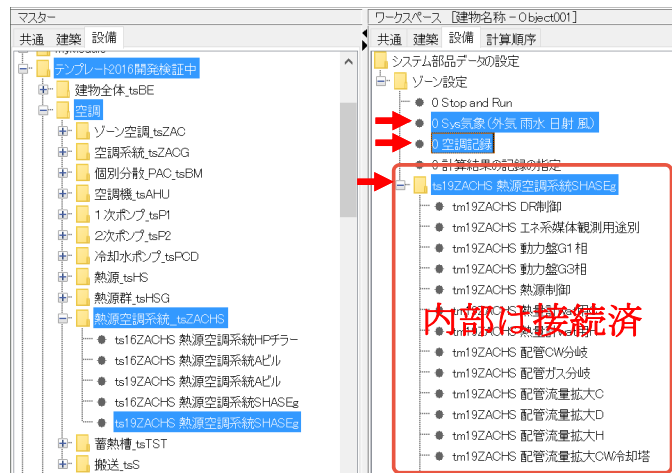 マスター
共通 建築 設備
テンプレート2016開発検証中
建物全体_tsBE
空調
ゾーン空調_tsZAC
空調系統_tsZACG
個別分散_PAC_tsBM
空調機_tsAHU
1次ポンプ_tsP1
2次ポンプ_tsP2
冷却水ポンプ_tsPCD
熱源_tsHS
熱源群_tsHSG
熱源空調系統_tsZACHS
ts16ZACHS 熱源空調系統HPチラー
ts16ZACHS 熱源空調系統Aビル
ts19ZACHS 熱源空調系統Aビル
ts16ZACHS 熱源空調系統SHASEg
ts19ZACHS 熱源空調系統SHASEg
蓄熱槽_tsTST
搬送_tsS
ワークスペース [建物名称 - Object001]
共通 建築 設備 計算順序
システム部品データの設定
ゾーン設定
0 Stop and Run
0 Sys気象(外気 雨水 日射 風)
0 空調記録
0 計算結果の記録の指定
ts19ZACHS 熱源空調系統SHASEg
tm19ZACHS DR制御
tm19ZACHS エネ系媒体観測用途別
tm19ZACHS 動力盤G1相
tm19ZACHS 動力盤G3相
tm19ZACHS 熱源制御
内部は接続済
tm19ZACHS 配管CW分岐
tm19ZACHS 配管ガス分岐
tm19ZACHS 配管流量拡大C
tm19ZACHS 配管流量拡大D
tm19ZACHS 配管流量拡大H
tm19ZACHS 配管流量拡大CW冷却塔